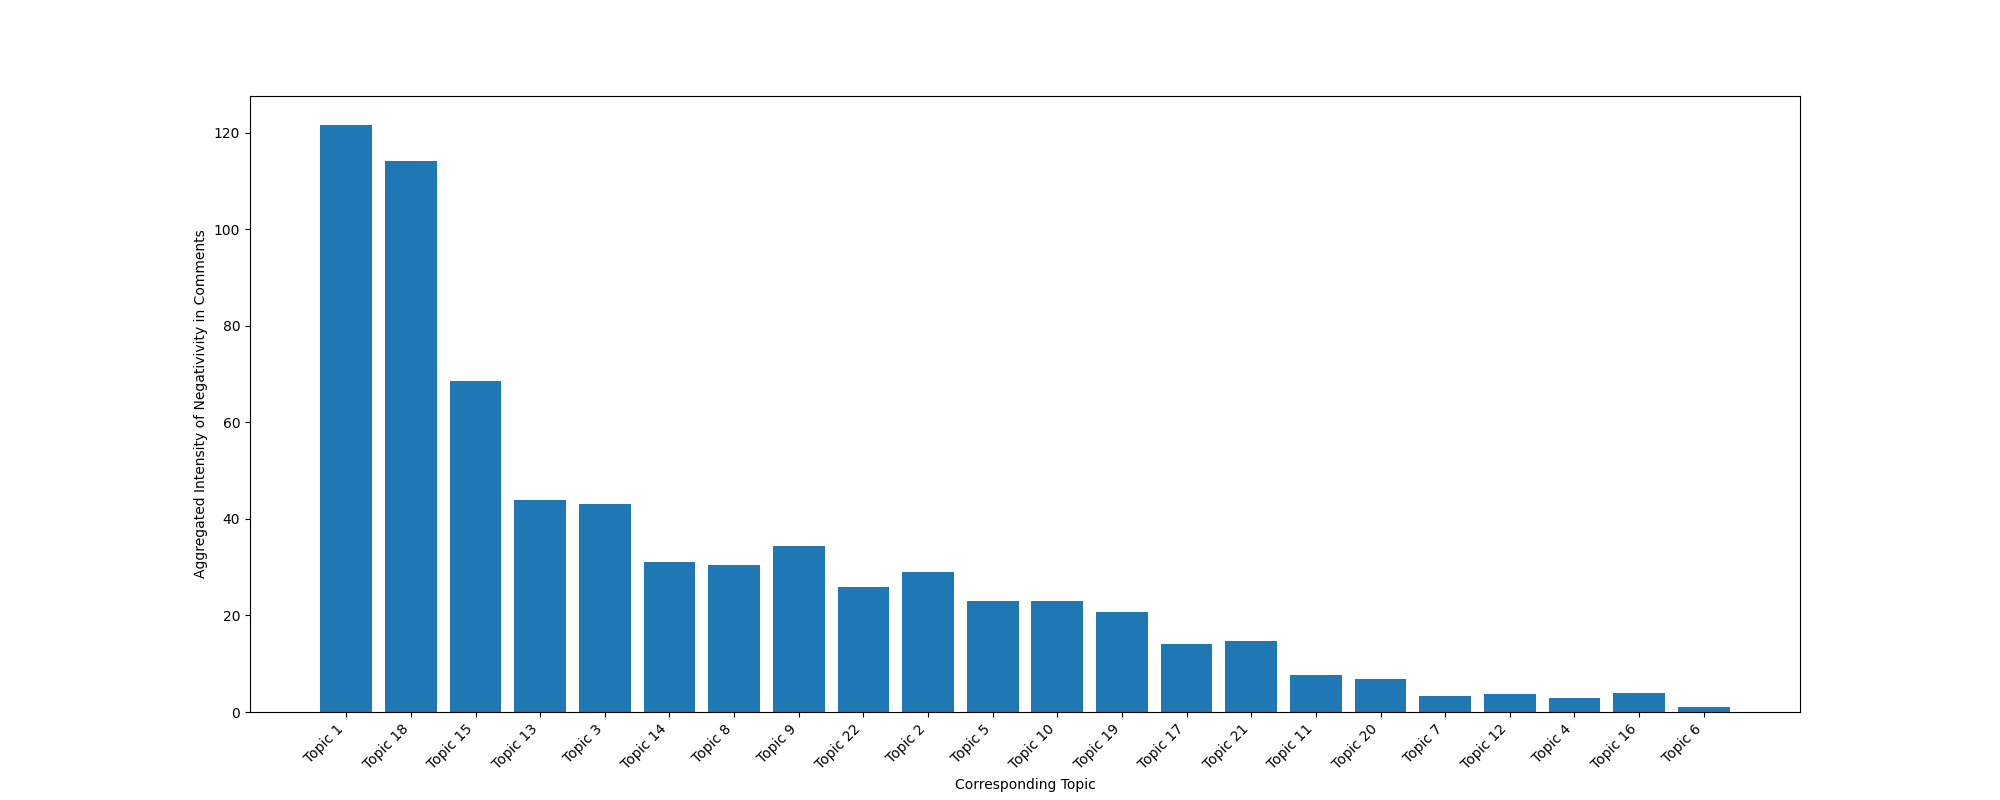 Aggregated Intensity of Negativivity in Comments
120
100
80
60
40
20
0
Topic 1
Topic 18
Topic 15
Topic 13
Topic 3
Topic 14
Topic 8
Topic 9
Topic 22
Topic 2
Topic 5
Topic 10
Topic 19
Topic 17
Topic 21
Topic 11
Topic 20
Topic 7
Topic 12
Topic 4
Topic 16
Topic 6
Corresponding Topic